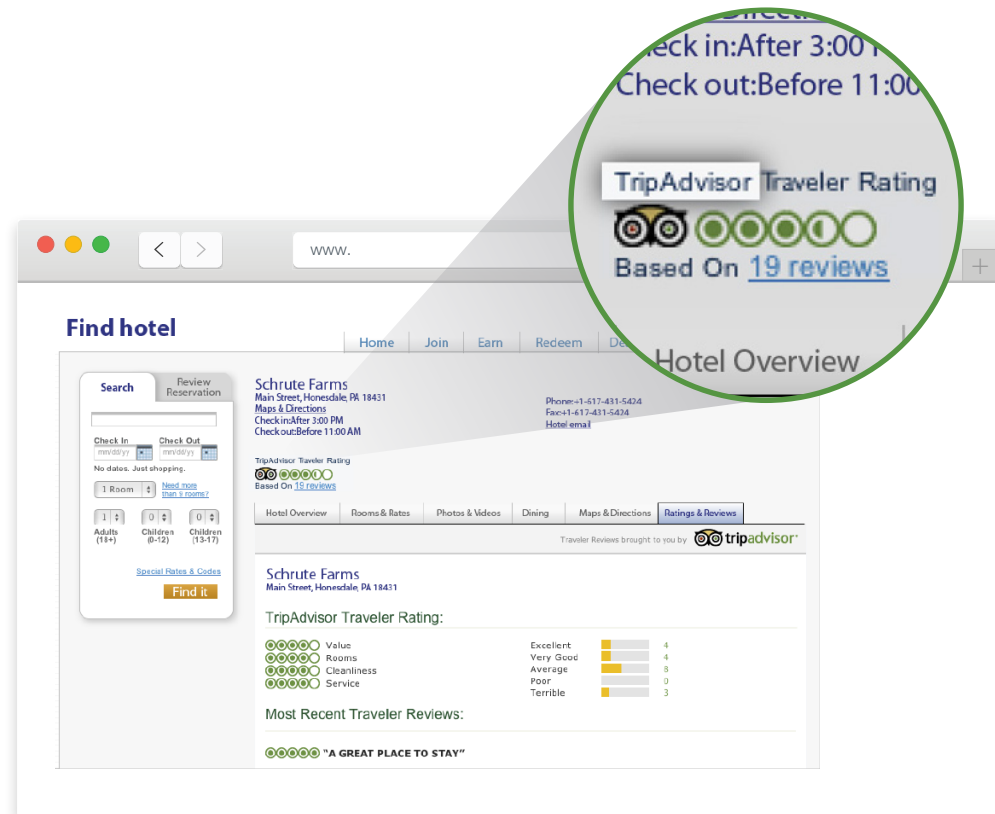 Direct
eck in:After 3:00 P
Check out:Before 11:00
TripAdvisor Traveler Rating
Based On 19 reviews
Hotel Overview
www.
Find hotel
Home Join Earn Redeem De
Search
Review
Reservation
Check In Check Out
mm/dd/yy mm/dd/yy
No dates. Just shopping.
1 Room
Need more
than 9 rooms?
1 0 0
Adults
(18+)
Children
(0-12)
Children
(13-17)
Special Rates & Codes
Find it
Schrute Farms
Main Street, Honesdale, PA 18431
Maps & Directions
Check in:After 3:00 PM
Check out:Before 11:00 AM
Phone:+1-617-431-5424
Fax:+1-617-431-5424
Hotel email
TripAdvisor Traveler Rating
Based On 19 reviews
Hotel Overview Rooms & Rates Photos & Videos Dining Maps & Directions Ratings & Reviews
Traveler Reviews brought to you by tripadvisor
Schrute Farms
Main Street, Honesdale, PA 18431
TripAdvisor Traveler Rating:
Value
Rooms
Cleanliness
Service
Excellent 4
Very Good 4
Average 8
Poor 0
Terrible 3
Most Recent Traveler Reviews:
"A GREAT PLACE TO STAY"